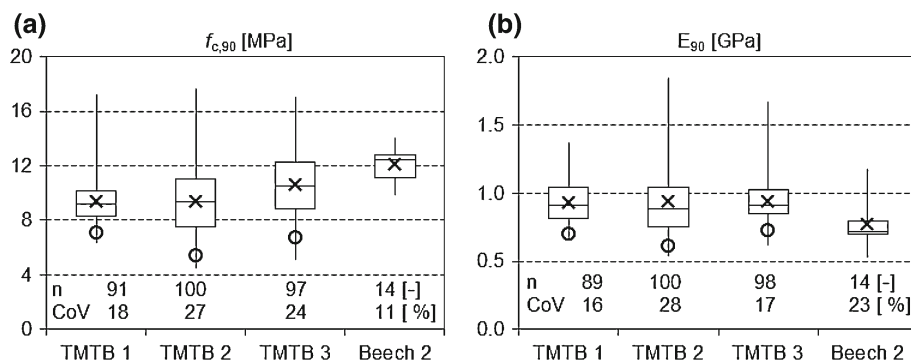 (a)
f c,90 [MPa]
20
16
12
8
4
0
n 91 100 97 14 [-]
CoV 18 27 24 11 [ %]
TMTB 1 TMTB 2 TMTB 3 Beech 2
(b)
E 90 [GPa]
2.0
1.5
1.0
0.5
0.0
n 89 100 98 14 [-]
CoV 16 28 17 23 [ %]
TMTB 1 TMTB 2 TMTB 3 Beech 2